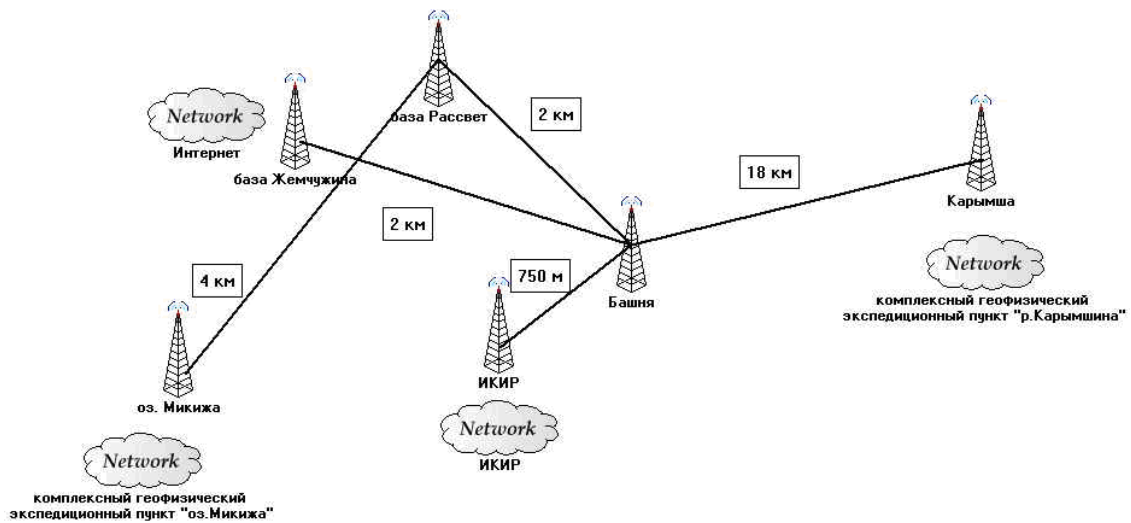 Network
Интернет
база Рассвет
база Жемчужина
2 км
18 км
Карымша
2 км
Network
4 км
750 м
Башня
комплексный геофизический
экспедиционный пункт "р.Карымшина"
ИКИР
оз. Микижа
Network
ИКИР
Network
комплексный геофизический
экспедиционный пункт "оз.Микижа"